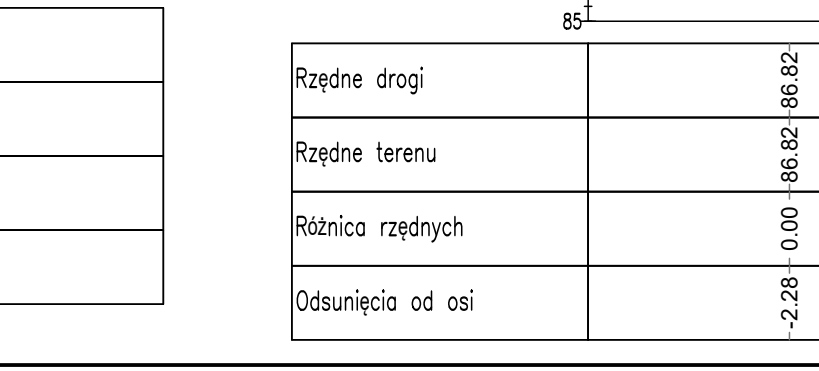 85
Rzędne drogi 86.82
Rzędne terenu 86.82
Różnica rzędnych 0.00
Odsunięcia od osi -2.28